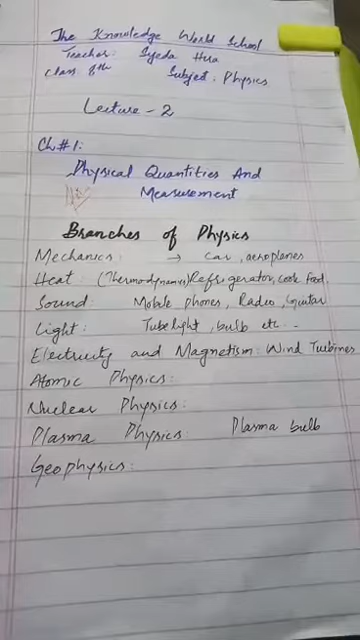 The Knowledge World School
Teacher: Syeda Hira
Class 8th Subject: Physics
Lecture - 2
Ch#1:
Physical Quantities And
Measurement
Branches of Physics
Mechanics: → Car, aeroplanes
Heat: (Thermodynamics) Refrigerator, cook food.
Sound: Mobile phones, Radio, Guitar
Light: Tubelight, bulb etc -
Electricity and Magnetism: Wind Turbines
Atomic Physics:
Nuclear Physics:
Plasma Physics: Plasma bulb
Geophysics: